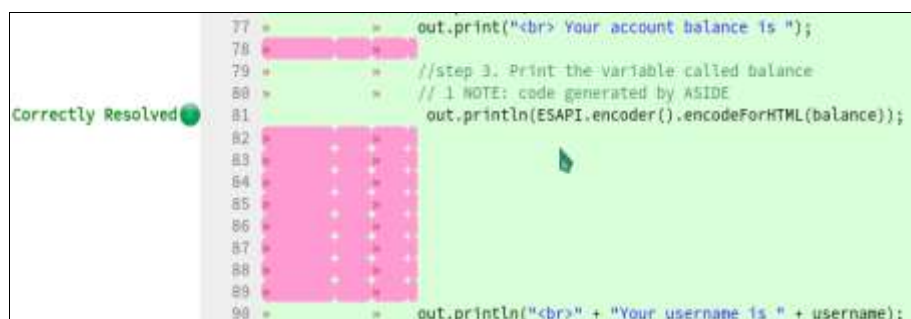 77 out.print("<br> Your account balance is ");
78
79 //step 3. Print the variable called balance
80 // 1 NOTE: code generated by ASIDE
Correctly Resolved 81 out.println(ESAPI.encoder().encodeForHTML(balance));
82
83
84
85
86
87
88
89
90 out.println("<br>" + "Your username is " + username);